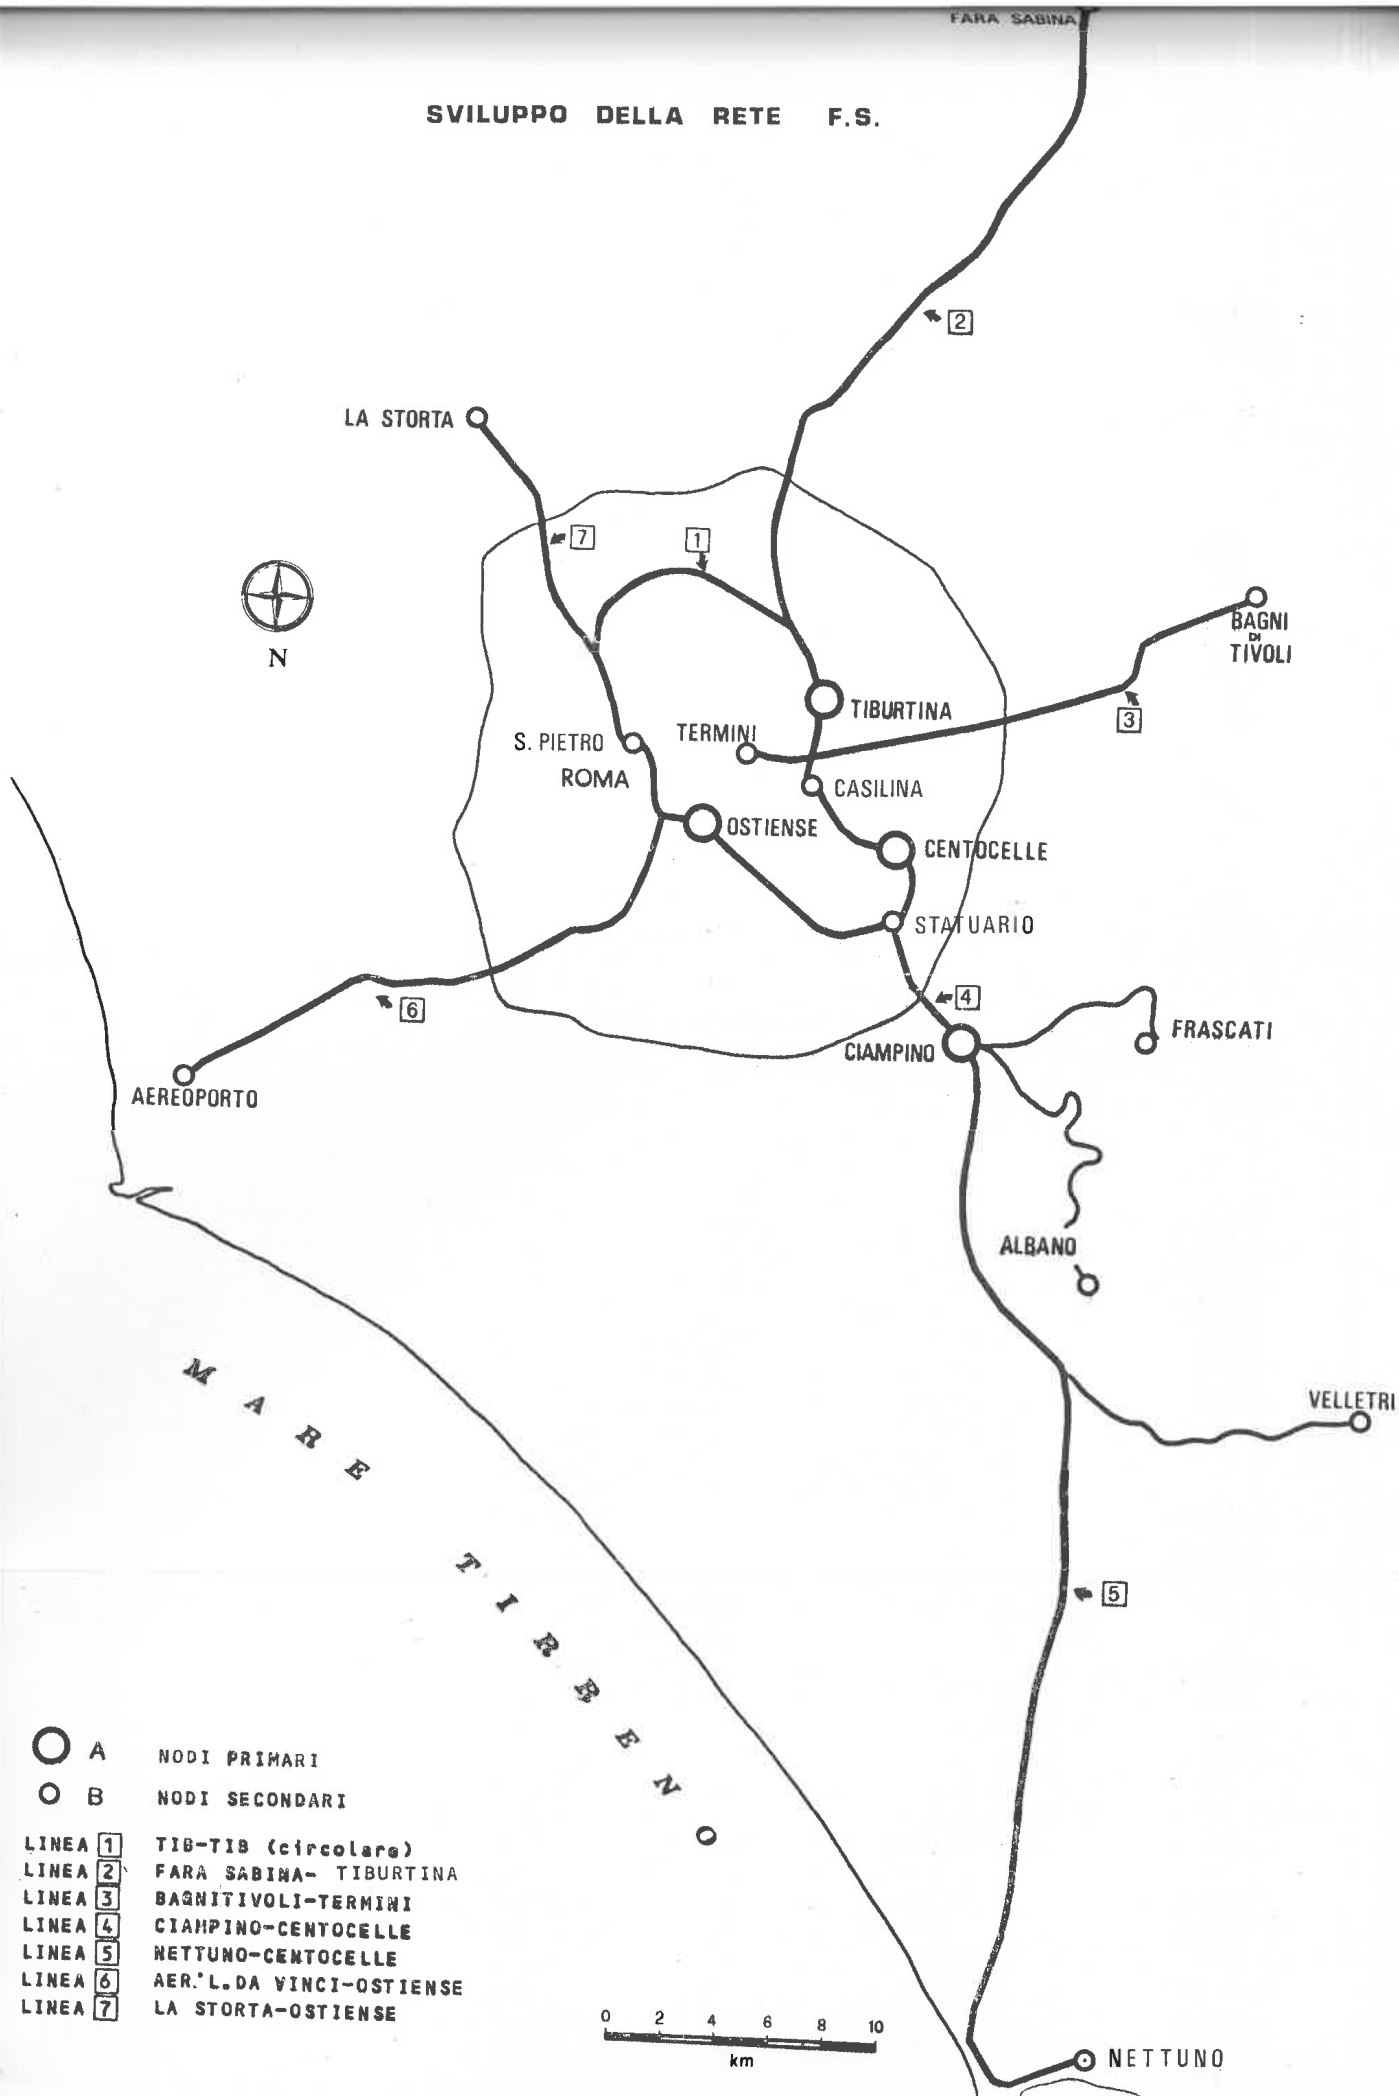 FARA SABINA
SVILUPPO DELLA RETE F.S.
2
LA STORTA
7
1
N
BAGNI
DI
TIVOLI
3
TIBURTINA
TERMINI
S. PIETRO
ROMA
CASILINA
OSTIENSE
CENTOCELLE
STATUARIO
4
6
CIAMPINO
FRASCATI
AEREOPORTO
ALBANO
MARE TIRRENO
VELLETRI
5
A NODI PRIMARI
B NODI SECONDARI
LINEA 1 TIB-TIB (circolare)
LINEA 2 FARA SABINA- TIBURTINA
LINEA 3 BAGNITIVOLI-TERMINI
LINEA 4 CIAMPINO-CENTOCELLE
LINEA 5 NETTUNO-CENTOCELLE
LINEA 6 AER. L.DA VINCI-OSTIENSE
LINEA 7 LA STORTA-OSTIENSE
0 2 4 6 8 10
km
NETTUNO